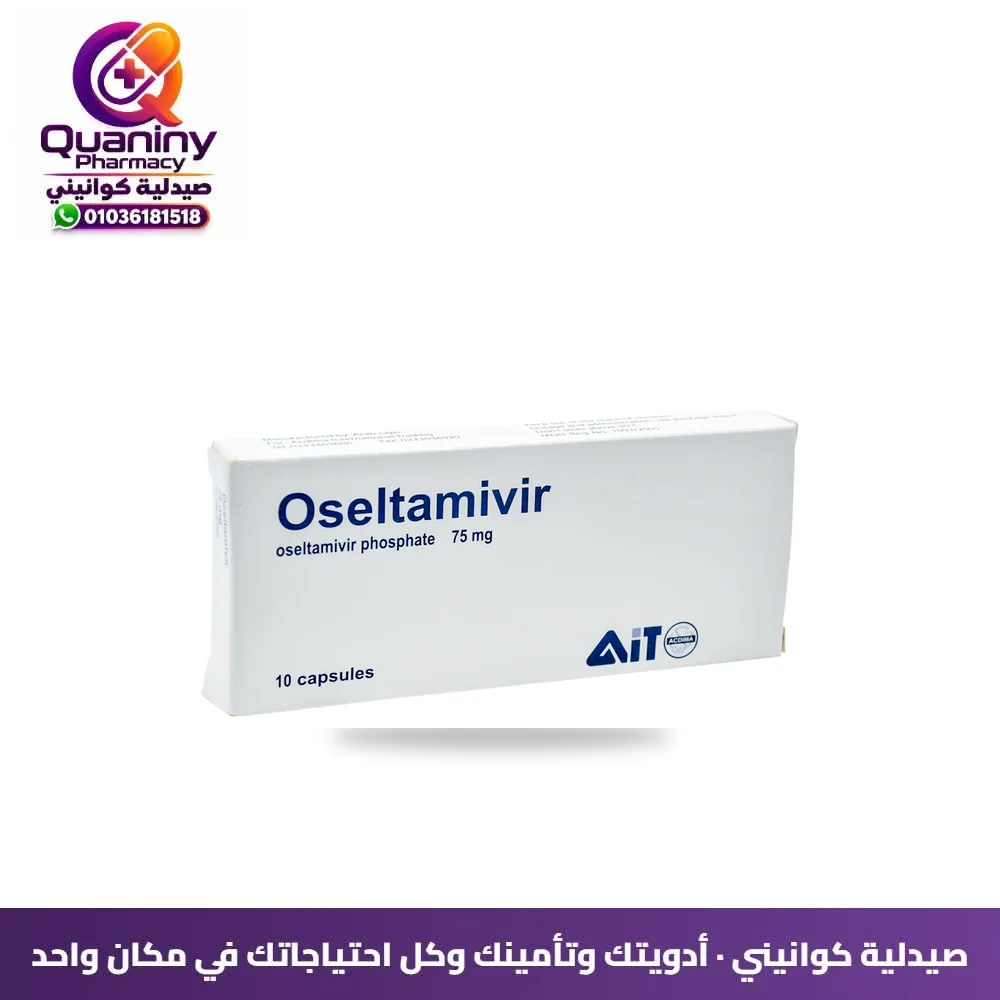 Quaniny
Pharmacy
صيدلية كوانيني
01036181518
Oseltamivir
oseltamivir phosphate 75 mg
10 capsules
AiT
ACDIMA
صيدلية كوانيني · أدويتك وتأمينك وكل احتياجاتك في مكان واحد